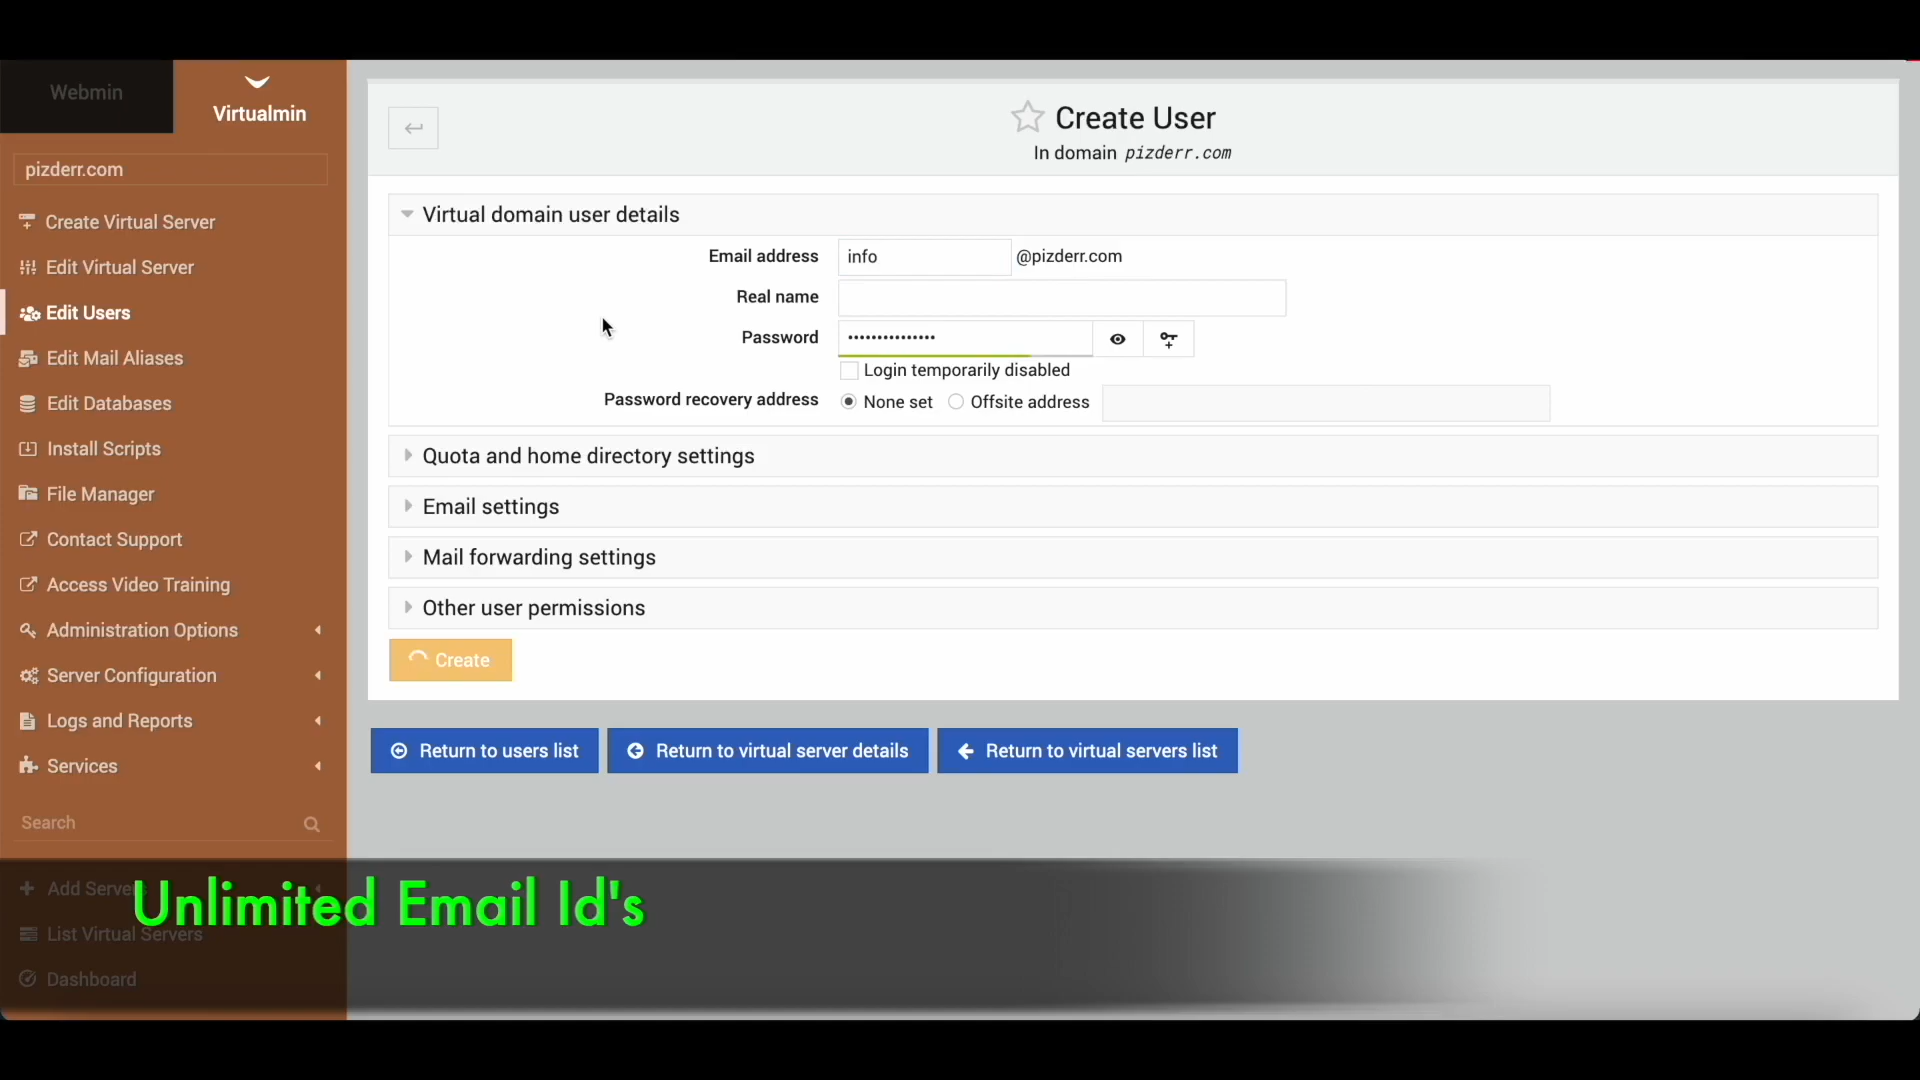 Webmin
Virtualmin
pizderr.com
Create Virtual Server
Edit Virtual Server
Edit Users
Edit Mail Aliases
Edit Databases
Install Scripts
File Manager
Contact Support
Access Video Training
Administration Options
Server Configuration
Logs and Reports
Services
Search
Add Serve
List Virtual Servers
Dashboard
Create User
In domain pizderr.com
Virtual domain user details
Email address info @pizderr.com
Real name
Password •••••••••••••••
Login temporarily disabled
Password recovery address None set Offsite address
Quota and home directory settings
Email settings
Mail forwarding settings
Other user permissions
Create
Return to users list Return to virtual server details Return to virtual servers list
Unlimited Email Id's